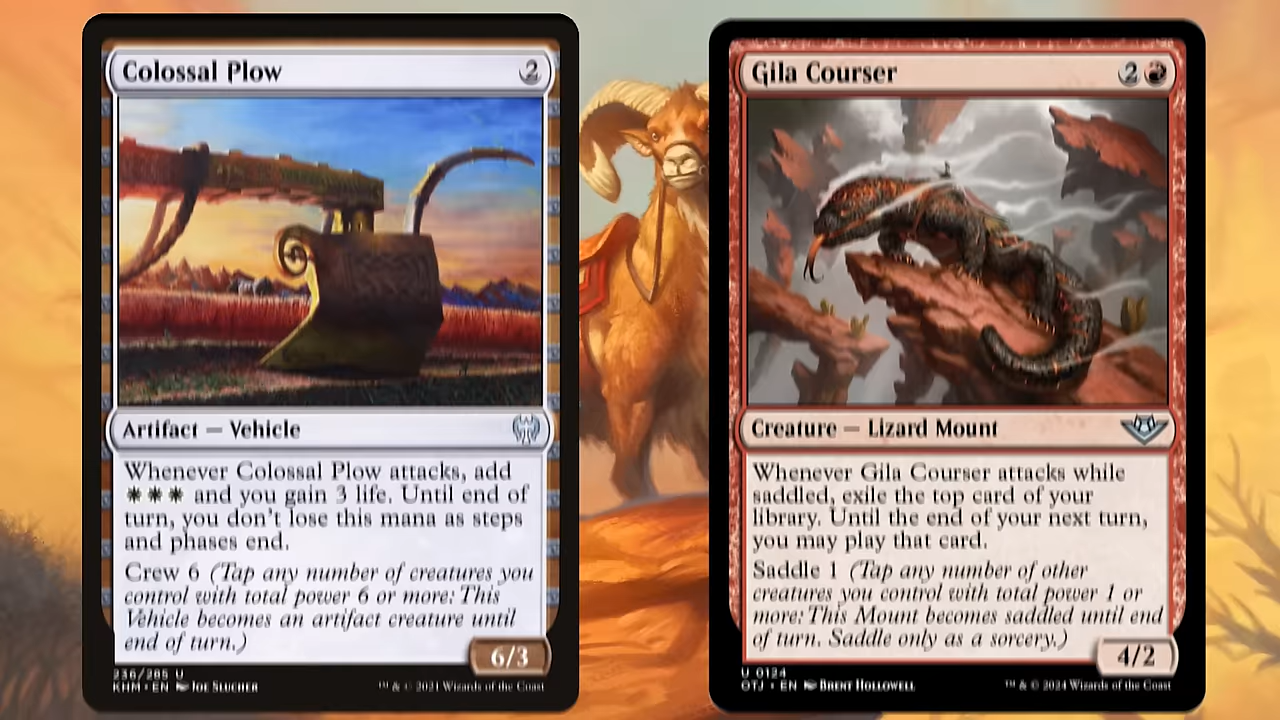 Colossal Plow 2
Artifact — Vehicle
Whenever Colossal Plow attacks, add
and you gain 3 life. Until end of
turn, you don't lose this mana as steps
and phases end.
Crew 6 (Tap any number of creatures you
control with total power 6 or more: This
Vehicle becomes an artifact creature until
end of turn.)
6/3
236/285 U
KHM • EN Joe Slucher
™ & © 2021 Wizards of the Coast
Gila Courser 2
Creature — Lizard Mount
Whenever Gila Courser attacks while
saddled, exile the top card of your
library. Until the end of your next turn,
you may play that card.
Saddle 1 (Tap any number of other
creatures you control with total power 1 or
more: This Mount becomes saddled until end
of turn. Saddle only as a sorcery.)
4/2
U 0124
OTJ • EN Brent Hollowell
™ & © 2024 Wizards of the Coast